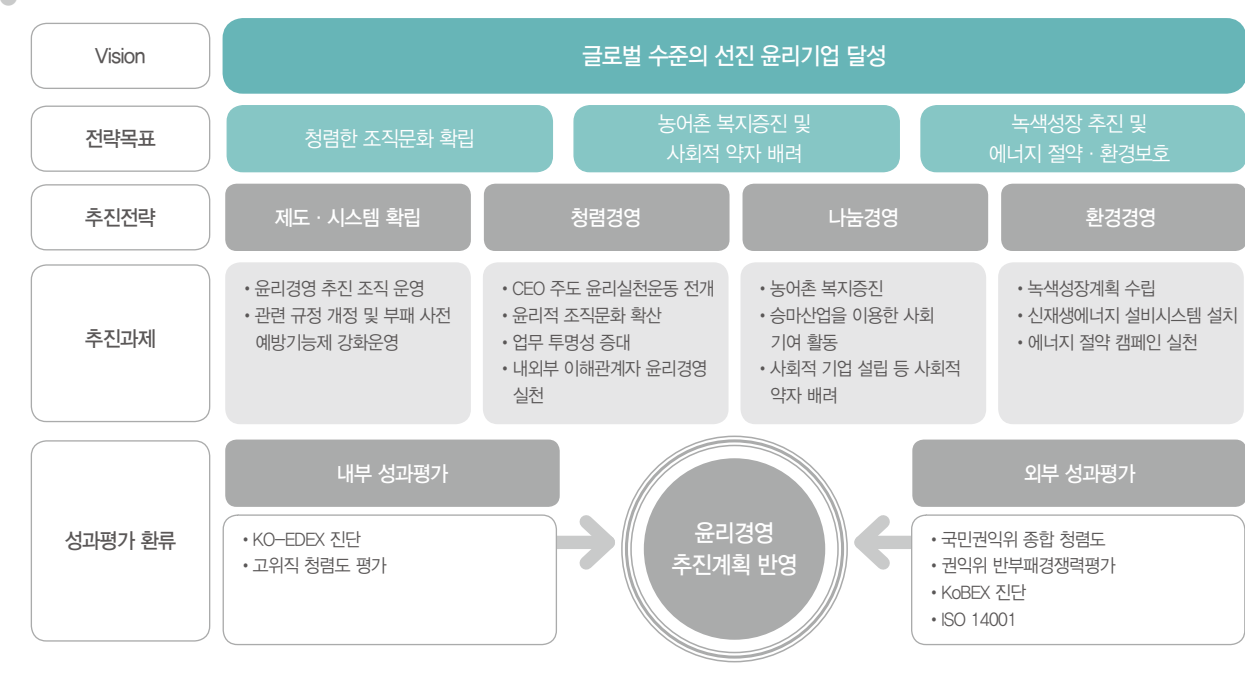 Vision
글로벌 수준의 선진 윤리기업 달성
전략목표
청렴한 조직문화 확립
농어촌 복지증진 및
사회적 약자 배려
녹색성장 추진 및
에너지 절약 · 환경보호
추진전략
제도 · 시스템 확립
청렴경영
나눔경영
환경경영
추진과제
• 윤리경영 추진 조직 운영
• 관련 규정 개정 및 부패 사전
예방기능제 강화운영
• CEO 주도 윤리실천운동 전개
• 윤리적 조직문화 확산
• 업무 투명성 증대
• 내외부 이해관계자 윤리경영
실천
• 농어촌 복지증진
• 승마산업을 이용한 사회
기여 활동
• 사회적 기업 설립 등 사회적
약자 배려
• 녹색성장계획 수립
• 신재생에너지 설비시스템 설치
• 에너지 절약 캠페인 실천
성과평가 환류
내부 성과평가
• KO-EDEX 진단
• 고위직 청렴도 평가
윤리경영
추진계획 반영
외부 성과평가
• 국민권익위 종합 청렴도
• 권익위 반부패경쟁력평가
• KoBEX 진단
• ISO 14001